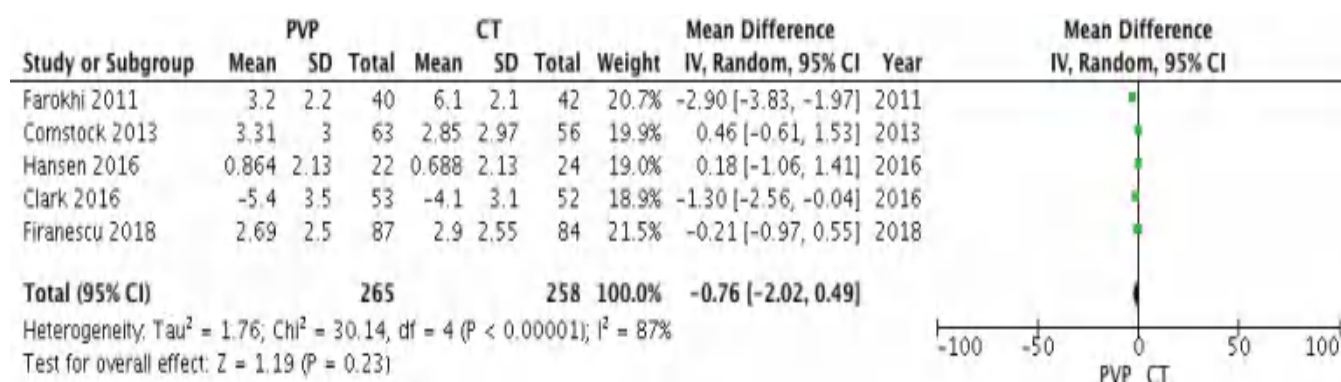 PVP CT Mean Difference Mean Difference
Study or Subgroup Mean SD Total Mean SD Total Weight IV, Random, 95% CI Year IV, Random, 95% CI
Farokhi 2011 3.2 2.2 40 6.1 2.1 42 20.7% -2.90 [-3.83, -1.97] 2011
Comstock 2013 3.31 3 63 2.85 2.97 56 19.9% 0.46 [-0.61, 1.53] 2013
Hansen 2016 0.864 2.13 22 0.688 2.13 24 19.0% 0.18 [-1.06, 1.41] 2016
Clark 2016 -5.4 3.5 53 -4.1 3.1 52 18.9% -1.30 [-2.56, -0.04] 2016
Firanescu 2018 2.69 2.5 87 2.9 2.55 84 21.5% -0.21 [-0.97, 0.55] 2018
Total (95% CI) 265 258 100.0% -0.76 [-2.02, 0.49]
Heterogeneity: Tau² = 1.76; Chi² = 30.14, df = 4 (P < 0.00001); I² = 87%
Test for overall effect: Z = 1.19 (P = 0.23)
-100 -50 0 50 100
PVP CT